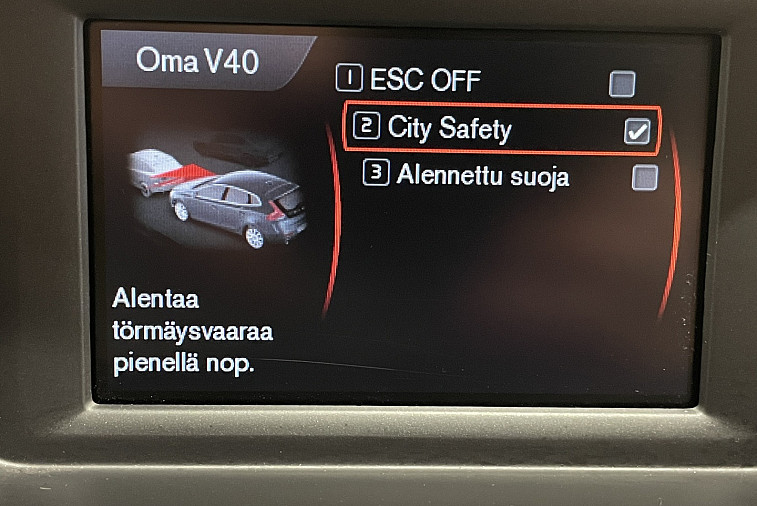 Oma V40
1 ESC OFF
2 City Safety
3 Alennettu suoja
Alentaa
törmäysvaaraa
pienellä nop.